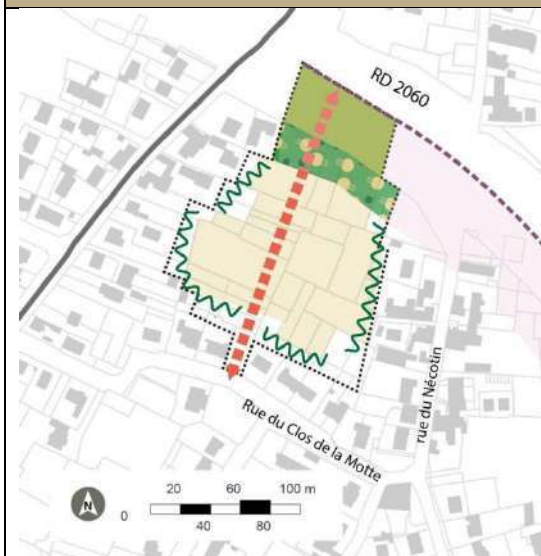 RD 2060
rue du Nécotin
Rue du Clos de la Motte
N
20 60 100 m
0
40 80